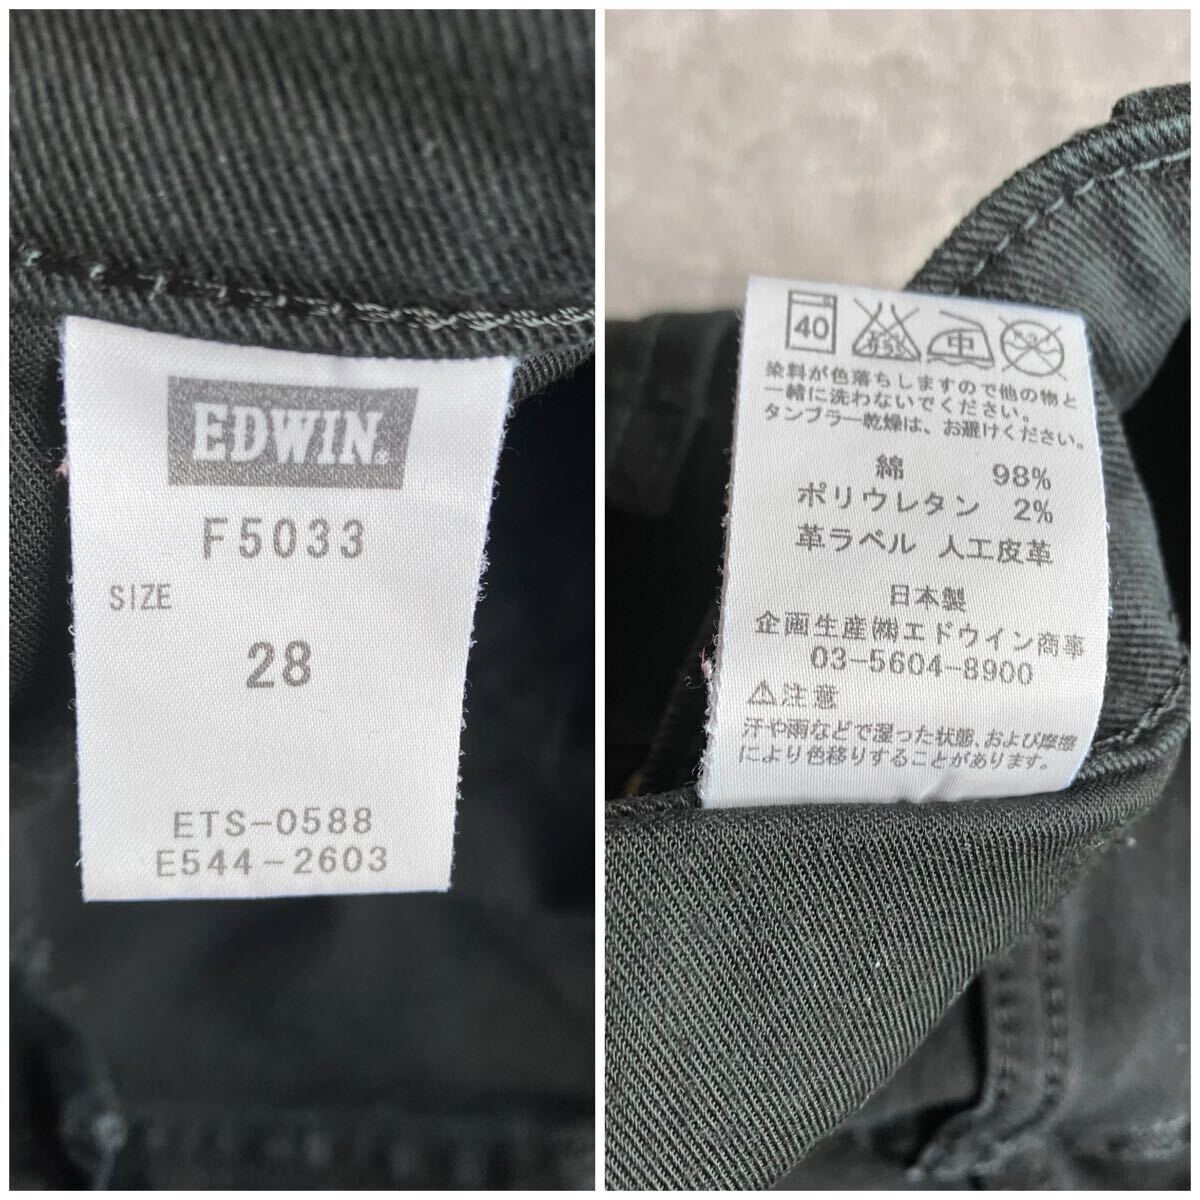 EDWIN®
F5033
SIZE
28
ETS-0588
E544-2603
40
中
染料が色落ちしますので他の物と
一緒に洗わないでください。
タンブラー乾燥は、お避けください。
綿 98%
ポリウレタン 2%
革ラベル 人工皮革
日本製
企画生産㈱エドウイン商事
03-5604-8900
⚠注意
汗や雨などで湿った状態、および摩擦
により色移りすることがあります。